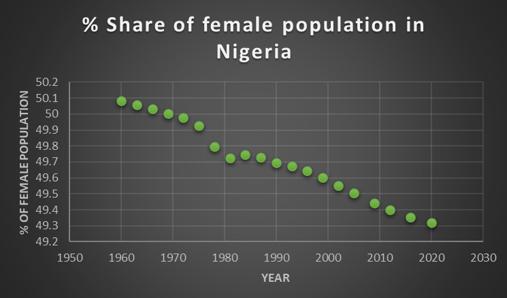 % Share of female population in
Nigeria
% OF FEMALE POPULATION
50.2
50.1
50
49.9
49.8
49.7
49.6
49.5
49.4
49.3
49.2
1950 1960 1970 1980 1990 2000 2010 2020 2030
YEAR